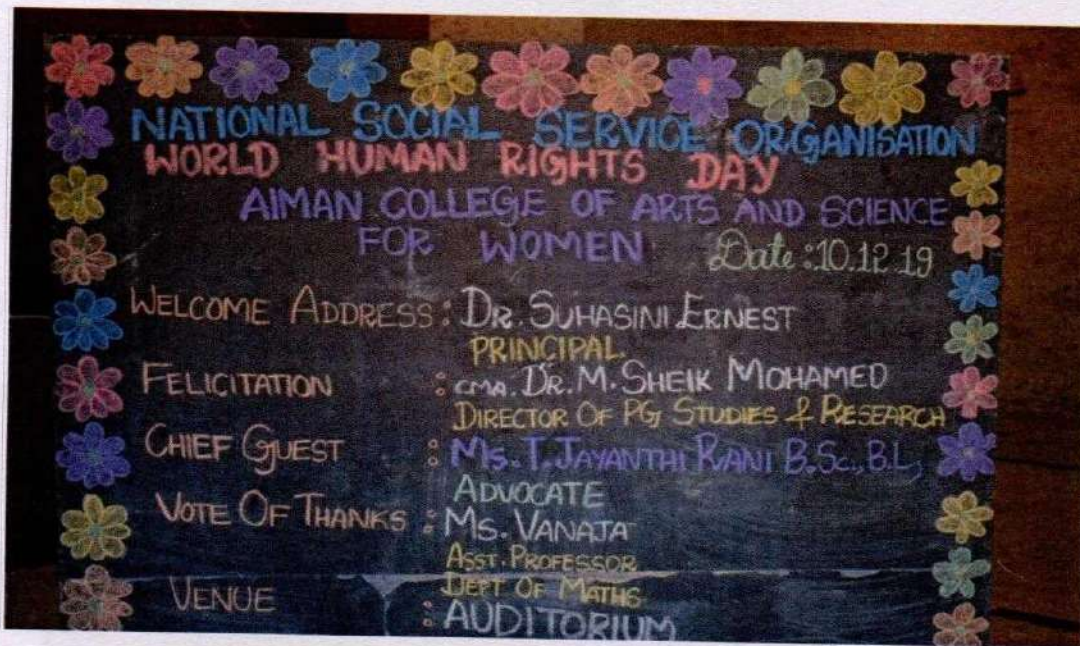 NATIONAL SOCIAL SERVICE ORGANISATION
WORLD HUMAN RIGHTS DAY
AIMAN COLLEGE OF ARTS AND SCIENCE
FOR WOMEN Date:10.12.19
WELCOME ADDRESS : DR. SUHASINI ERNEST
PRINCIPAL
FELICITATION : CMA. DR. M. SHEIK MOHAMED
DIRECTOR OF PG STUDIES & RESEARCH
CHIEF GUEST : MS. T. JAYANTHI RANI B.Sc., B.L,
ADVOCATE
VOTE OF THANKS : MS. VANAJA
ASST. PROFESSOR
DEPT OF MATHS
VENUE : AUDITORIUM